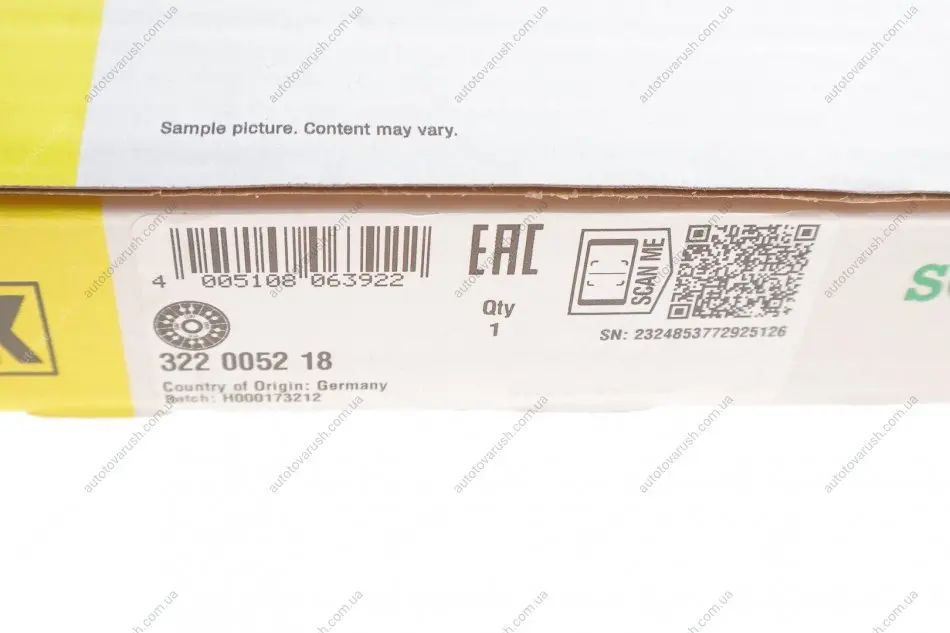 Sample picture. Content may vary.
4 005108 063922
EAC
Qty
1
SCAN ME
SN: 2324853772925126
322 0052 18
Country of Origin: Germany
Batch: H000173212
K
autotovarush.com.ua